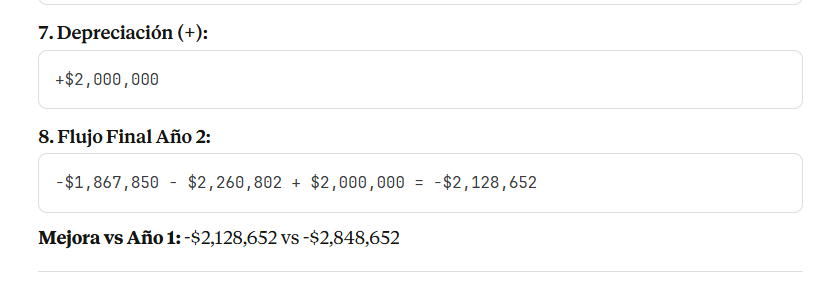 7. Depreciación (+):
+$2,000,000
8. Flujo Final Año 2:
-$1,867,850 - $2,260,802 + $2,000,000 = -$2,128,652
Mejora vs Año 1: -$2,128,652 vs -$2,848,652